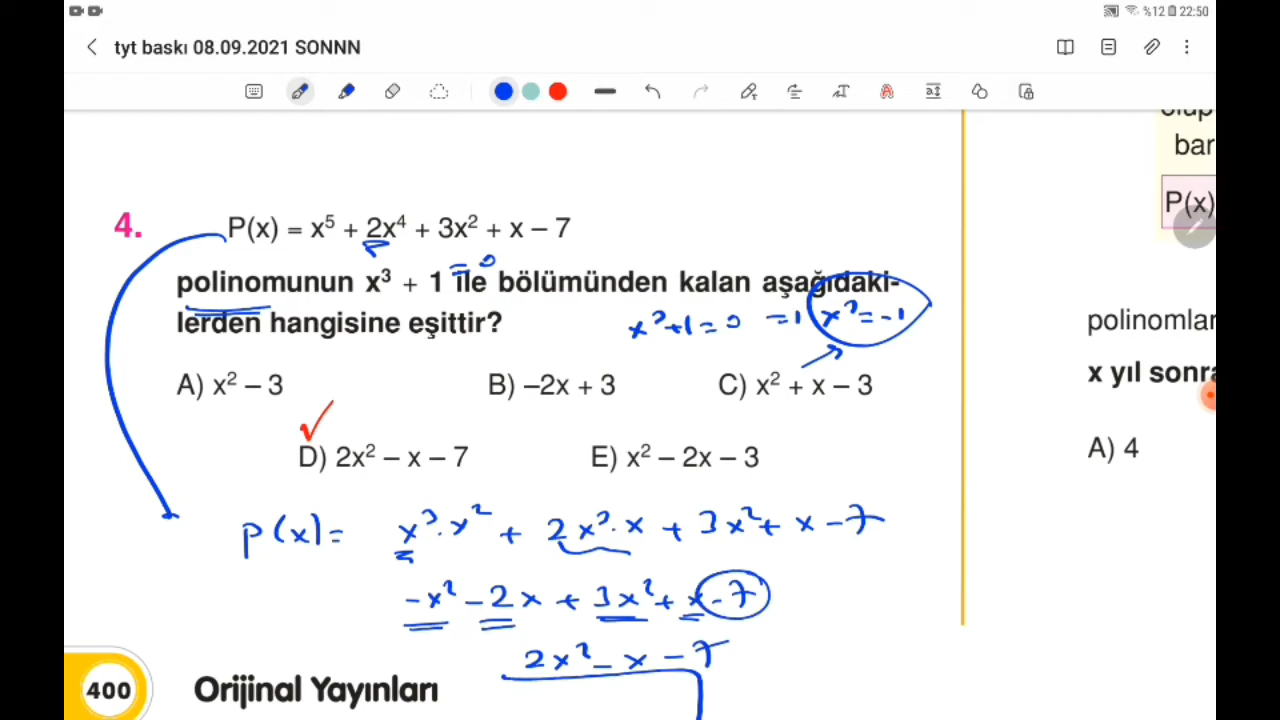 %12 22:50
tyt baskı 08.09.2021 SONNN
bar
P(x)
4. P(x) = x⁵ + 2x⁴ + 3x² + x – 7
polinomunun x³ + 1 ile bölümünden kalan aşağıdaki-
= 0
lerden hangisine eşittir?
x³+1=0 x³=-1
A) x² – 3 B) –2x + 3 C) x² + x – 3
D) 2x² – x – 7 E) x² – 2x – 3
p(x)= x³·x² + 2x³·x + 3x²+ x – 7
-x² – 2x + 3x²+ x – 7
2x² – x – 7
polinomlar
x yıl sonra
A) 4
400 Orijinal Yayınları